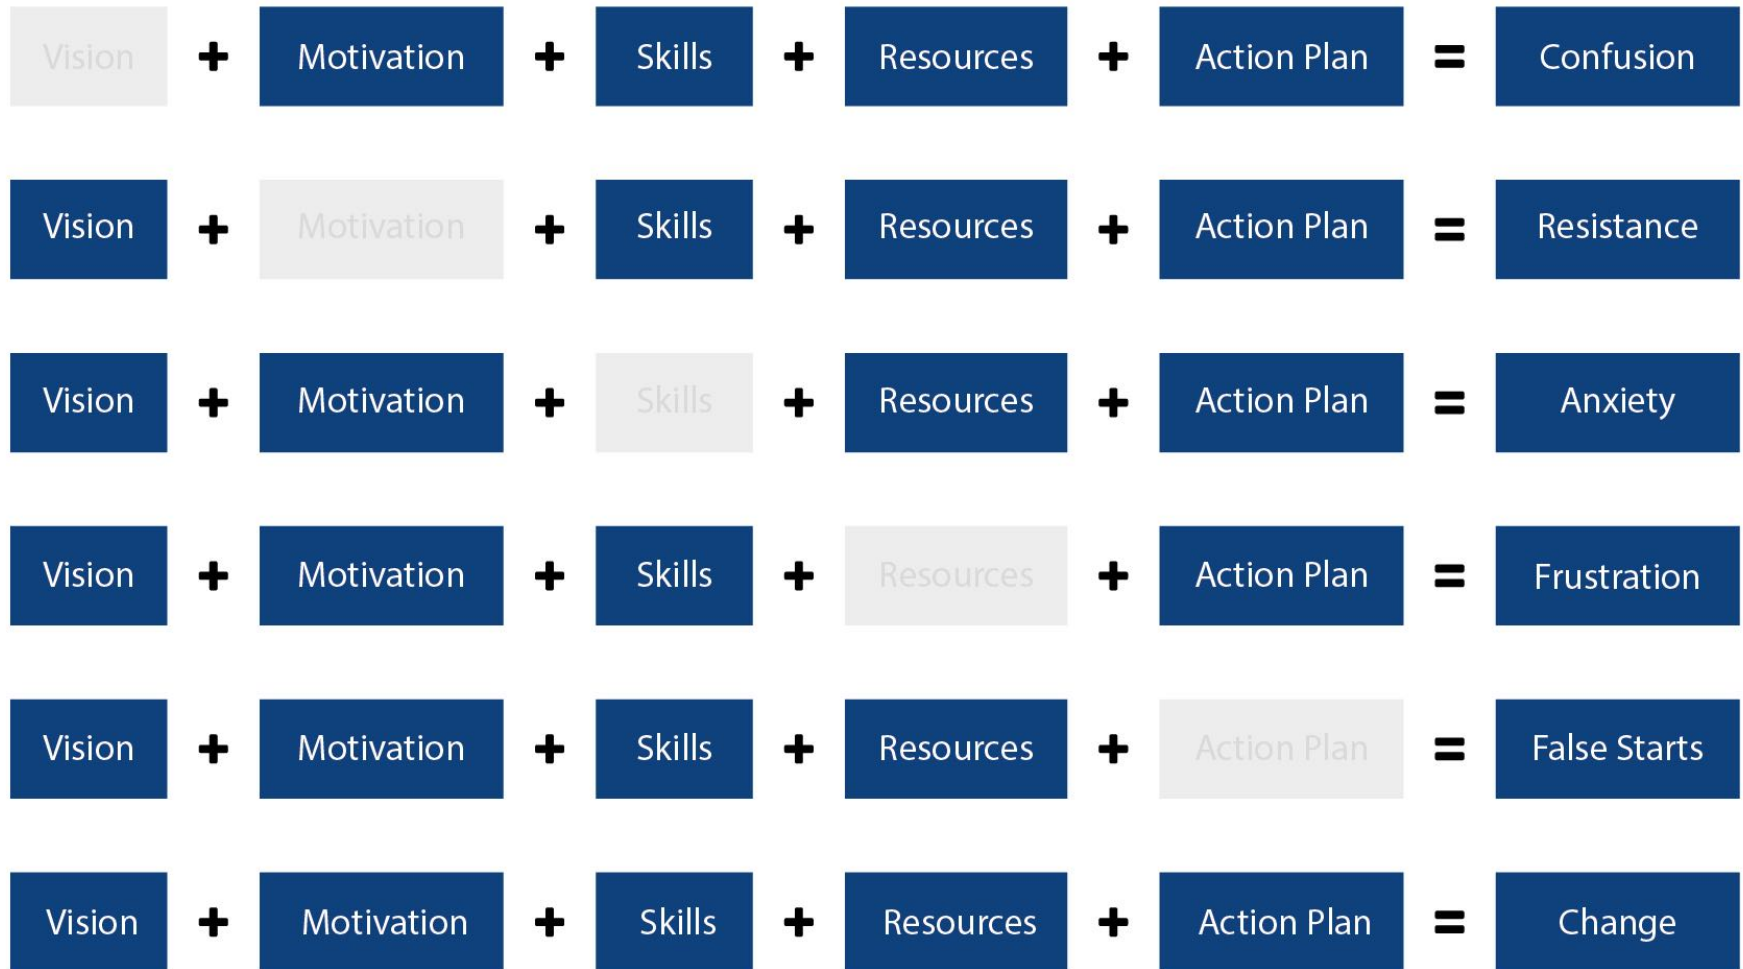 Vision + Motivation + Skills + Resources + Action Plan = Confusion
Vision + Motivation + Skills + Resources + Action Plan = Resistance
Vision + Motivation + Skills + Resources + Action Plan = Anxiety
Vision + Motivation + Skills + Resources + Action Plan = Frustration
Vision + Motivation + Skills + Resources + Action Plan = False Starts
Vision + Motivation + Skills + Resources + Action Plan = Change